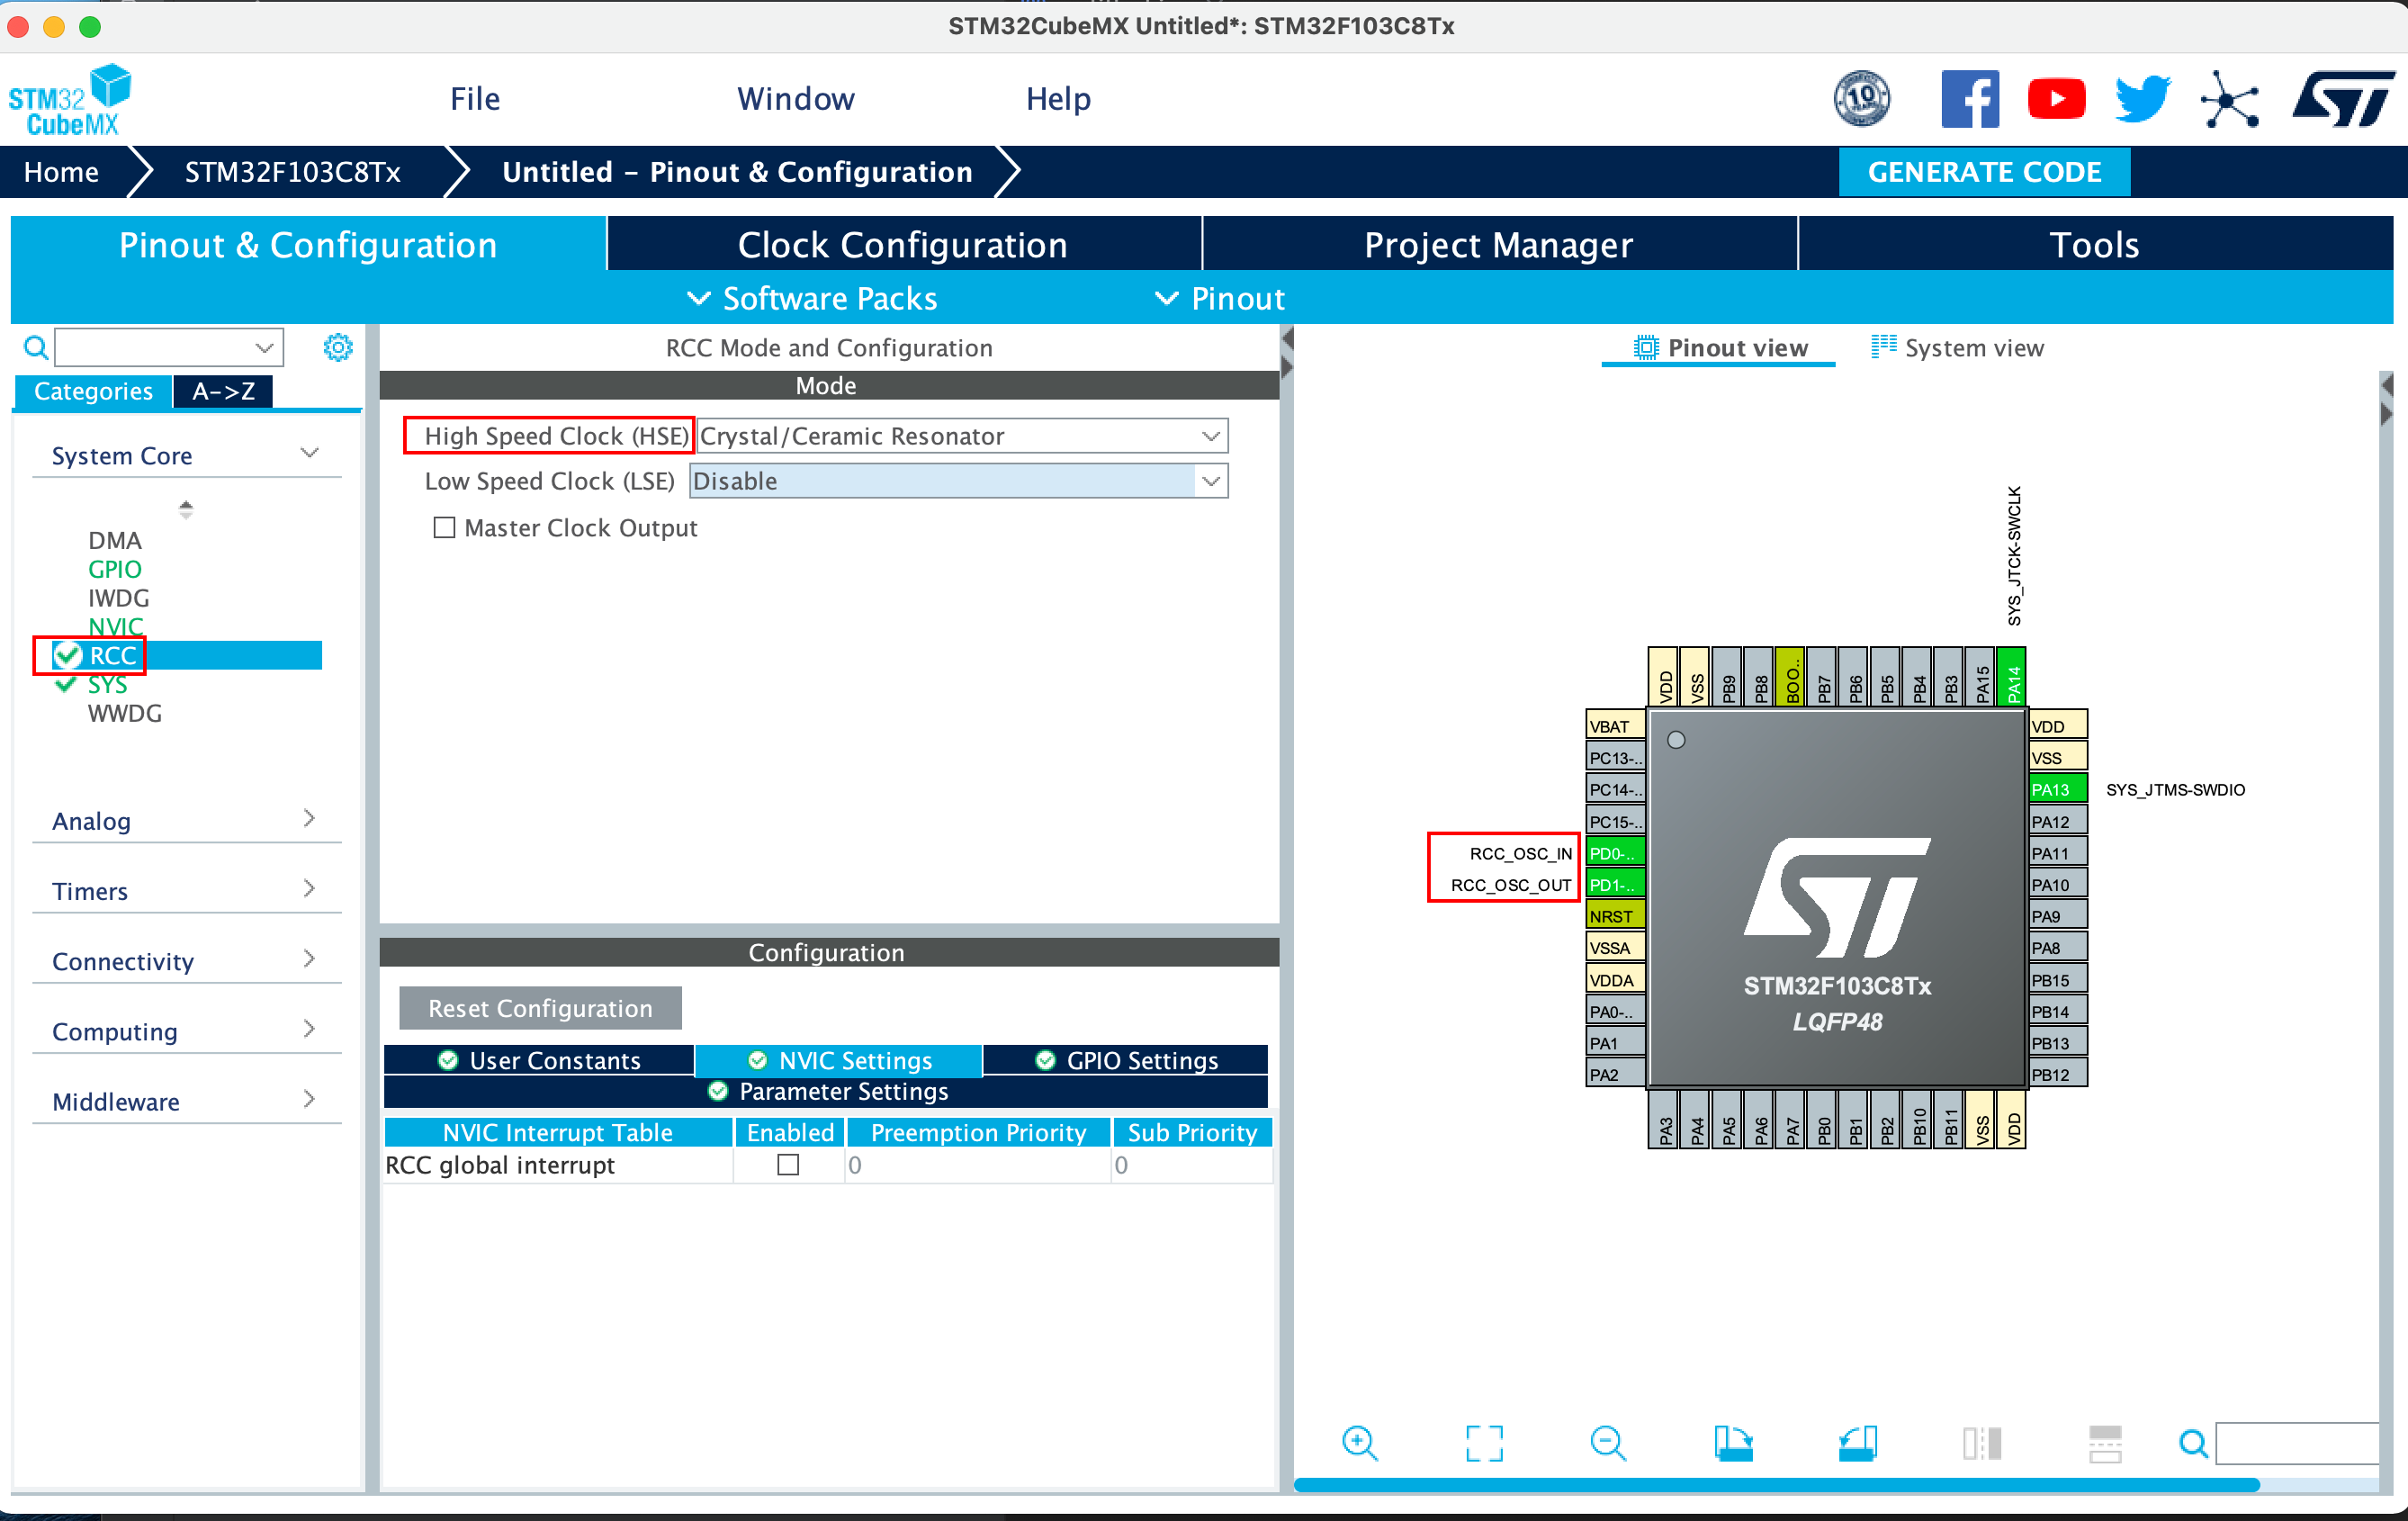 STM32CubeMX Untitled*: STM32F103C8Tx
STM32
CubeMX
File
Window
Help
10
Home
STM32F103C8Tx
Untitled – Pinout & Configuration
GENERATE CODE
Pinout & Configuration
Clock Configuration
Project Manager
Tools
Software Packs
Pinout
Categories
A->Z
System Core
DMA
GPIO
IWDG
NVIC
RCC
SYS
WWDG
Analog
Timers
Connectivity
Computing
Middleware
RCC Mode and Configuration
Mode
High Speed Clock (HSE) Crystal/Ceramic Resonator
Low Speed Clock (LSE) Disable
Master Clock Output
Configuration
Reset Configuration
User Constants
NVIC Settings
GPIO Settings
Parameter Settings
NVIC Interrupt Table Enabled Preemption Priority Sub Priority
RCC global interrupt 0 0
Pinout view
System view
SYS_JTCK-SWCLK
VDD
VSS
PB9
PB8
BOO..
PB7
PB6
PB5
PB4
PB3
PA15
PA14
VBAT
PC13-..
PC14-..
PC15-..
RCC_OSC_IN PD0-..
RCC_OSC_OUT PD1-..
NRST
VSSA
VDDA
PA0-..
PA1
PA2
ST
STM32F103C8Tx
LQFP48
VDD
VSS
PA13 SYS_JTMS-SWDIO
PA12
PA11
PA10
PA9
PA8
PB15
PB14
PB13
PB12
PA3
PA4
PA5
PA6
PA7
PB0
PB1
PB2
PB10
PB11
VSS
VDD